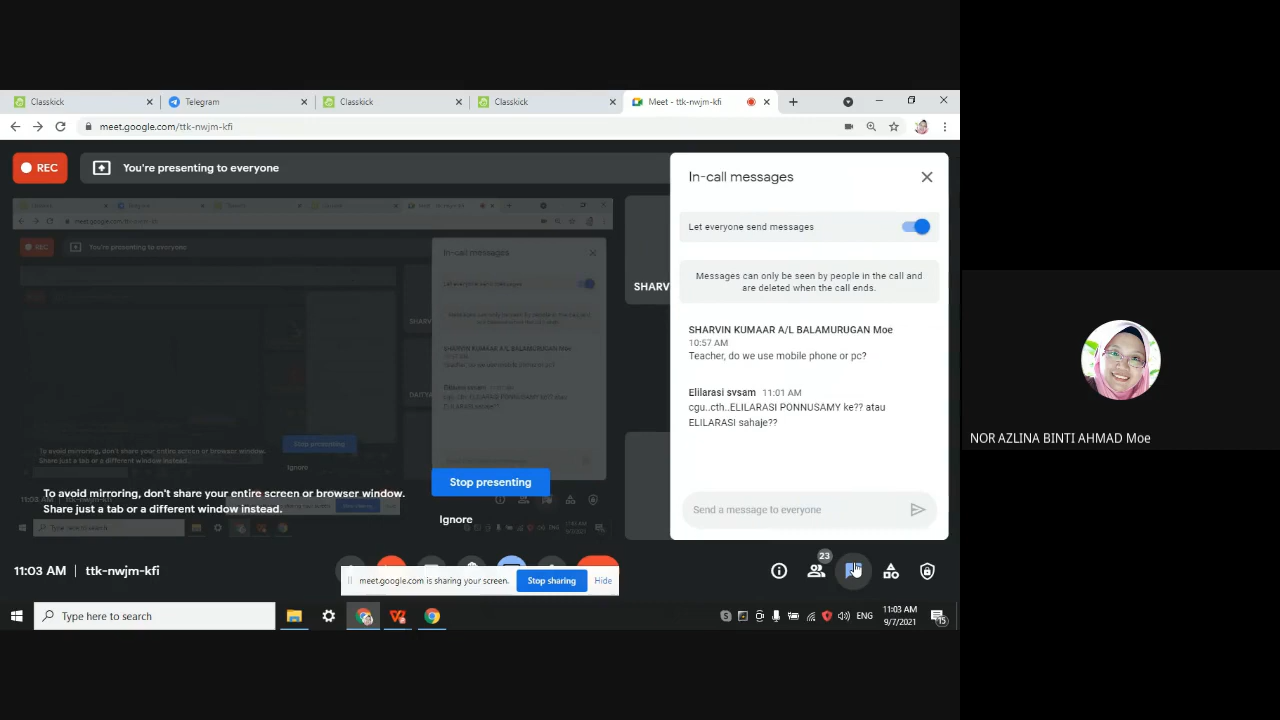 Classkick
Telegram
Classkick
Classkick
Meet - ttk-nwjm-kfi
meet.google.com/ttk-nwjm-kfi
REC
You're presenting to everyone
In-call messages
Let everyone send messages
Messages can only be seen by people in the call and
are deleted when the call ends.
SHARV
SHARVIN KUMAAR A/L BALAMURUGAN Moe
10:57 AM
Teacher, do we use mobile phone or pc?
Elilarasi svsam 11:01 AM
cgu..cth..ELILARASI PONNUSAMY ke?? atau
ELILARASI sahaje??
Send a message to everyone
To avoid mirroring, don't share your entire screen or browser window.
Share just a tab or a different window instead.
Stop presenting
Ignore
11:03 AM | ttk-nwjm-kfi
meet.google.com is sharing your screen.
Stop sharing
Hide
23
Type here to search
ENG
11:03 AM
9/7/2021
15
NOR AZLINA BINTI AHMAD Moe